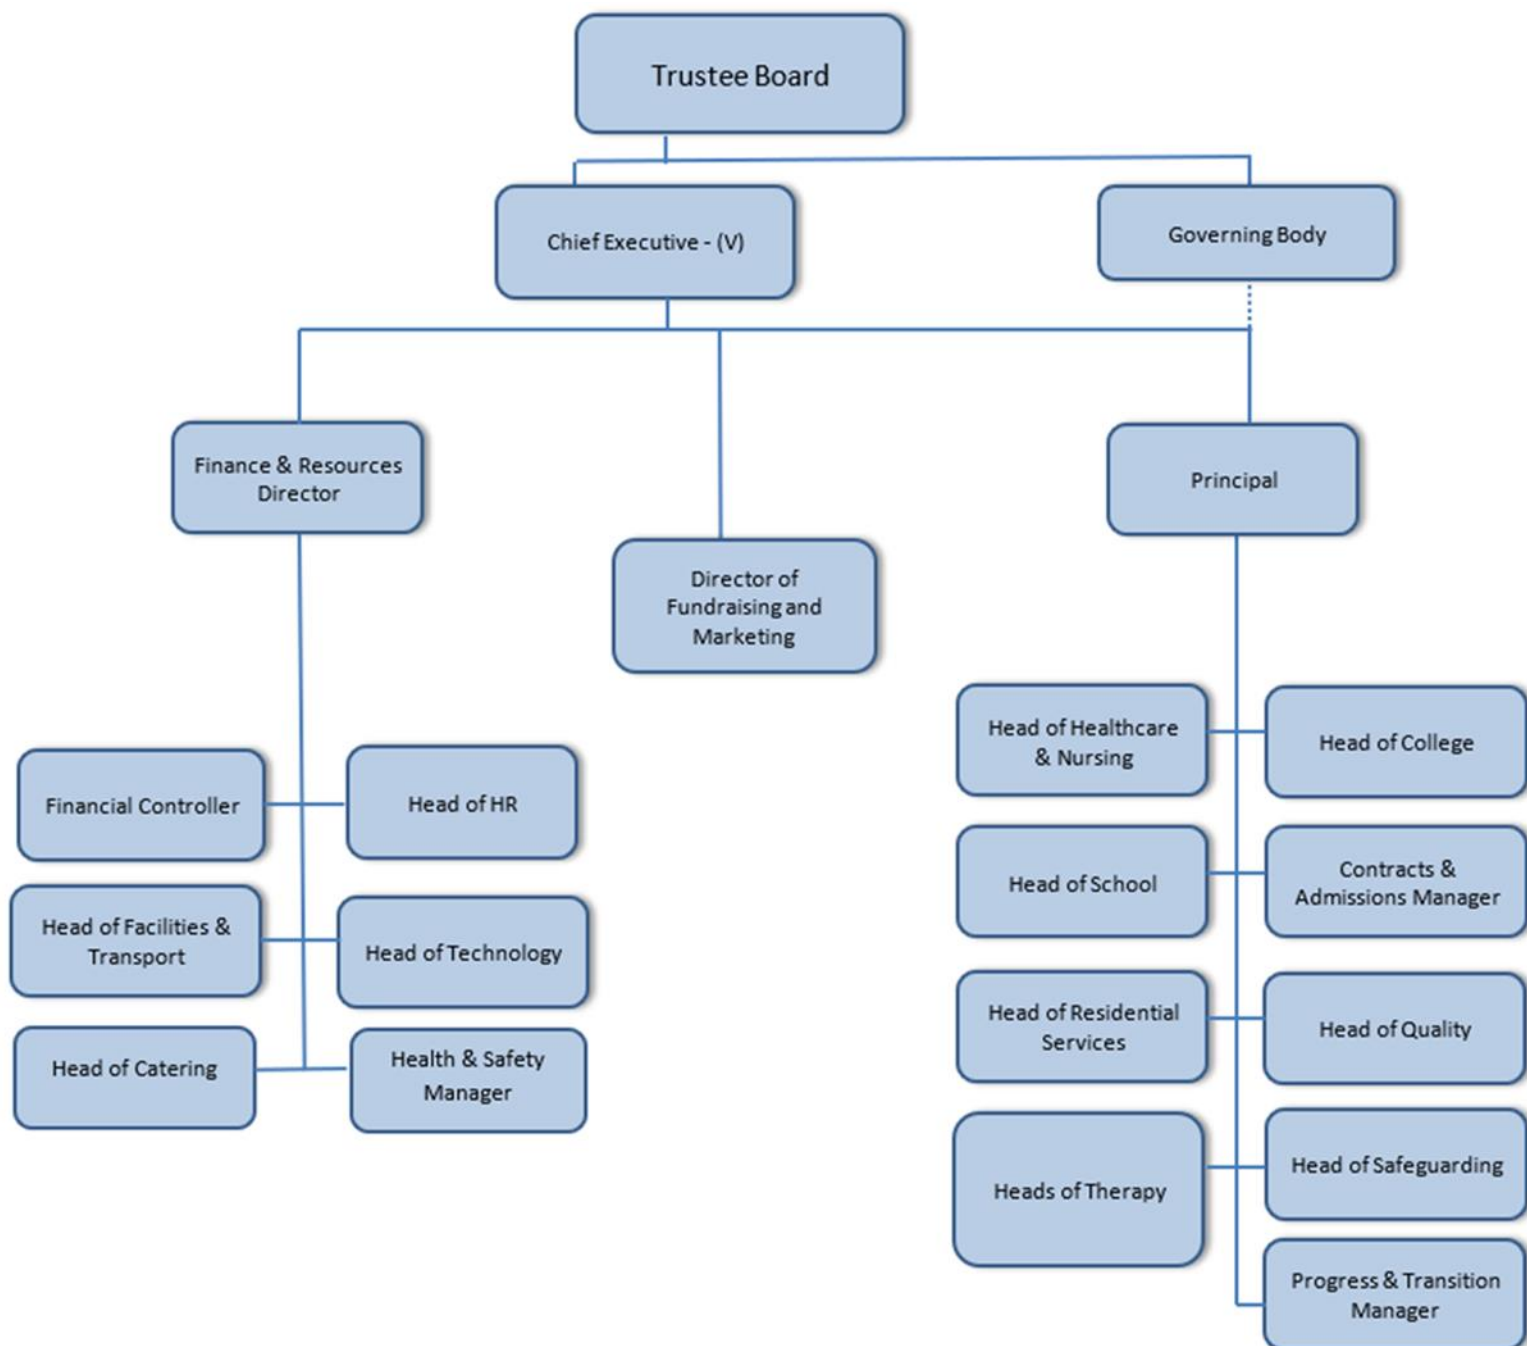 Trustee Board
Chief Executive - (V)
Governing Body
Finance & Resources
Director
Principal
Director of
Fundraising and
Marketing
Head of Healthcare
& Nursing
Head of College
Financial Controller
Head of HR
Head of School
Contracts &
Admissions Manager
Head of Facilities &
Transport
Head of Technology
Head of Residential
Services
Head of Quality
Head of Catering
Health & Safety
Manager
Heads of Therapy
Head of Safeguarding
Progress & Transition
Manager